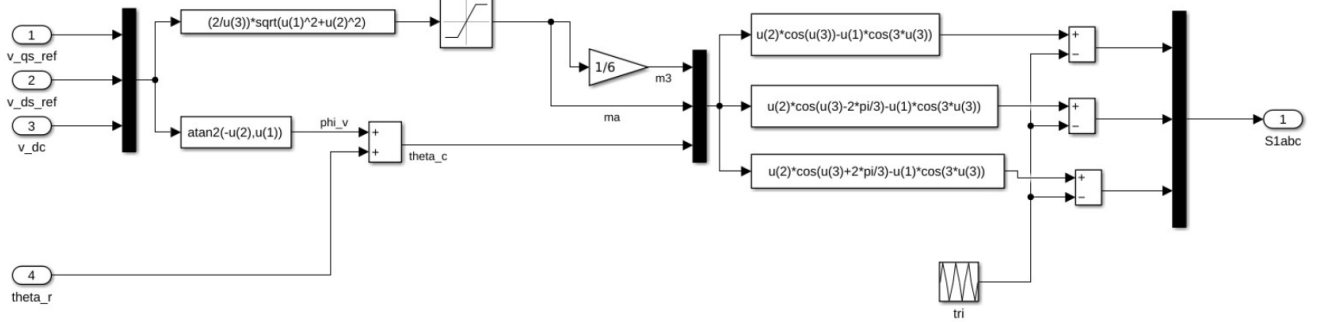 1
v_qs_ref
2
v_ds_ref
3
v_dc
(2/u(3))*sqrt(u(1)^2+u(2)^2)
atan2(-u(2),u(1))
phi_v
+
+
theta_c
4
theta_r
1/6
m3
ma
u(2)*cos(u(3))-u(1)*cos(3*u(3))
u(2)*cos(u(3)-2*pi/3)-u(1)*cos(3*u(3))
u(2)*cos(u(3)+2*pi/3)-u(1)*cos(3*u(3))
+
−
+
−
+
−
tri
1
S1abc